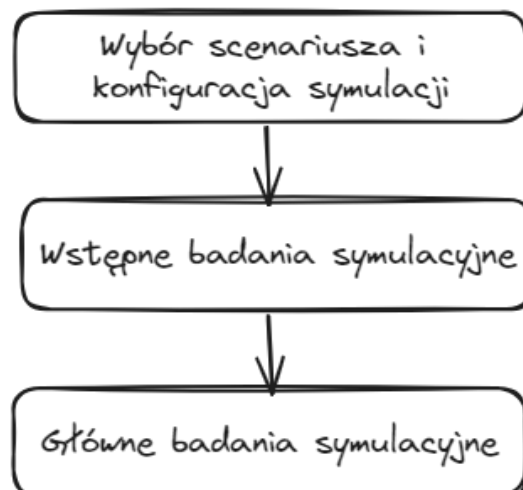 Wybór scenariusza i
konfiguracja symulacji
Wstępne badania symulacyjne
Główne badania symulacyjne